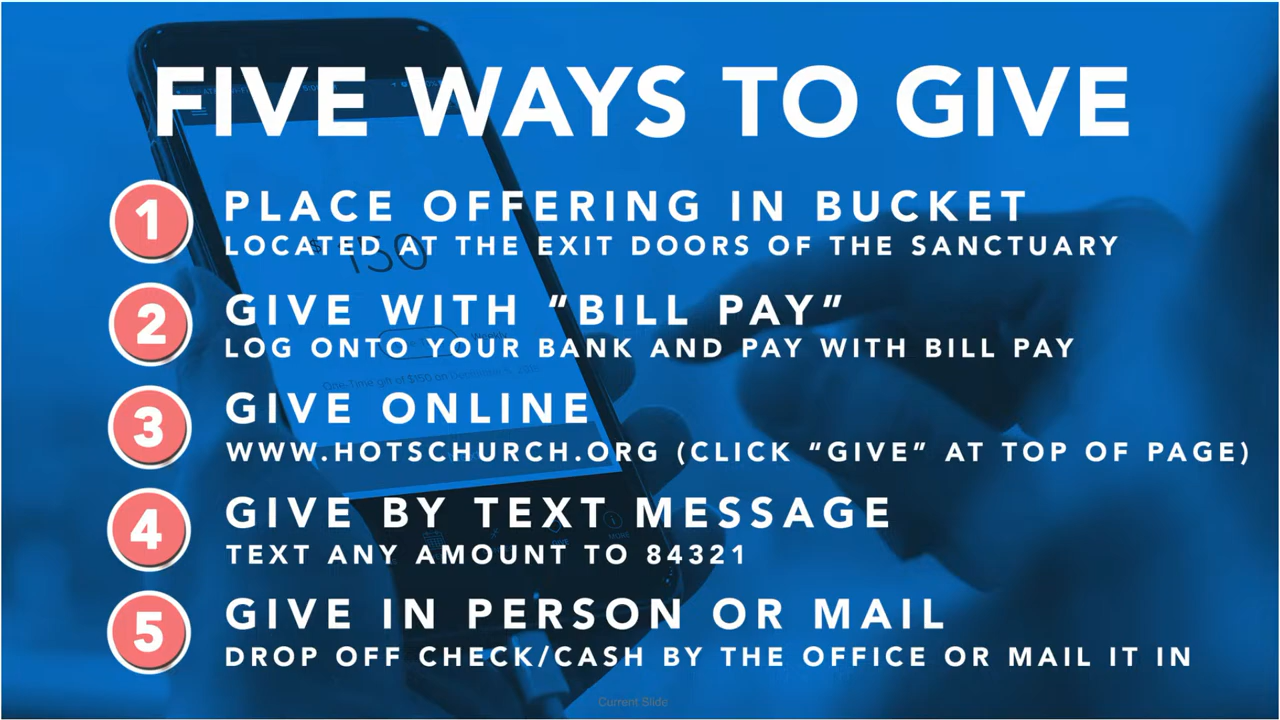 FIVE WAYS TO GIVE
1 PLACE OFFERING IN BUCKET
LOCATED AT THE EXIT DOORS OF THE SANCTUARY
$150
2 GIVE WITH “BILL PAY”
LOG ONTO YOUR BANK AND PAY WITH BILL PAY
3 GIVE ONLINE
WWW.HOTSCHURCH.ORG (CLICK “GIVE” AT TOP OF PAGE)
4 GIVE BY TEXT MESSAGE
TEXT ANY AMOUNT TO 84321
5 GIVE IN PERSON OR MAIL
DROP OFF CHECK/CASH BY THE OFFICE OR MAIL IT IN
Current Slide